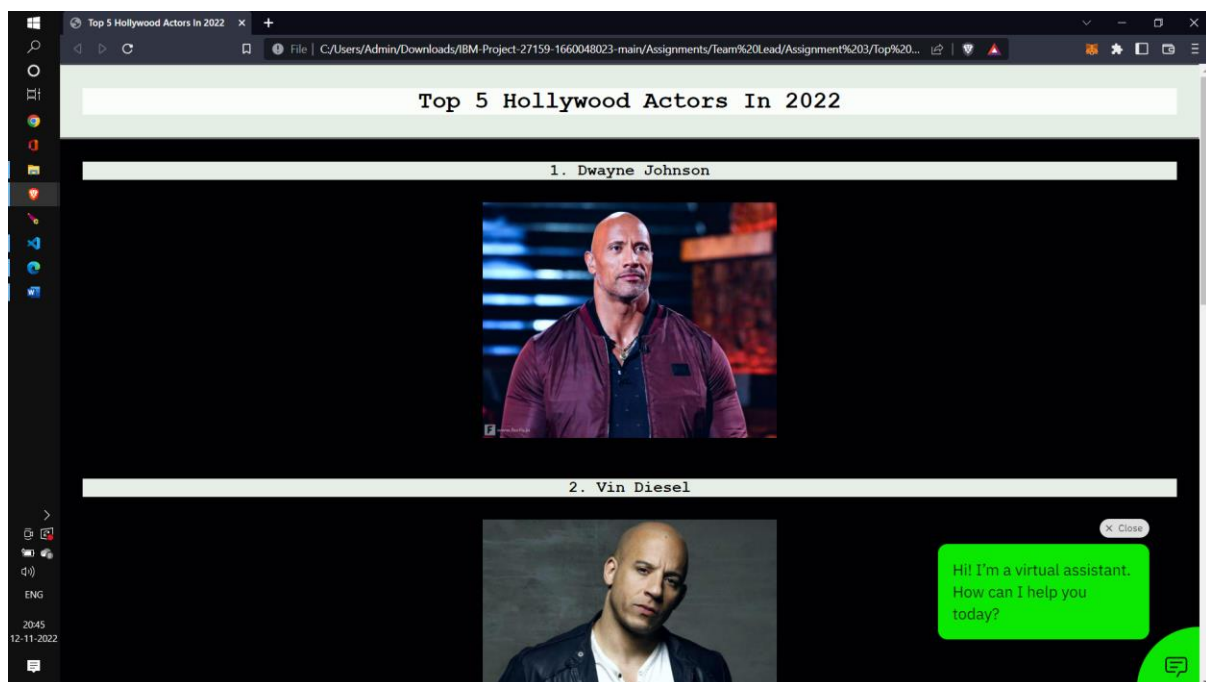 Top 5 Hollywood Actors In 2022
File | C:/Users/Admin/Downloads/IBM-Project-27159-1660048023-main/Assignments/Team%20Lead/Assignment%203/Top%20...
Top 5 Hollywood Actors In 2022
1. Dwayne Johnson
F
2. Vin Diesel
× Close
Hi! I'm a virtual assistant.
How can I help you
today?
ENG
20:45
12-11-2022